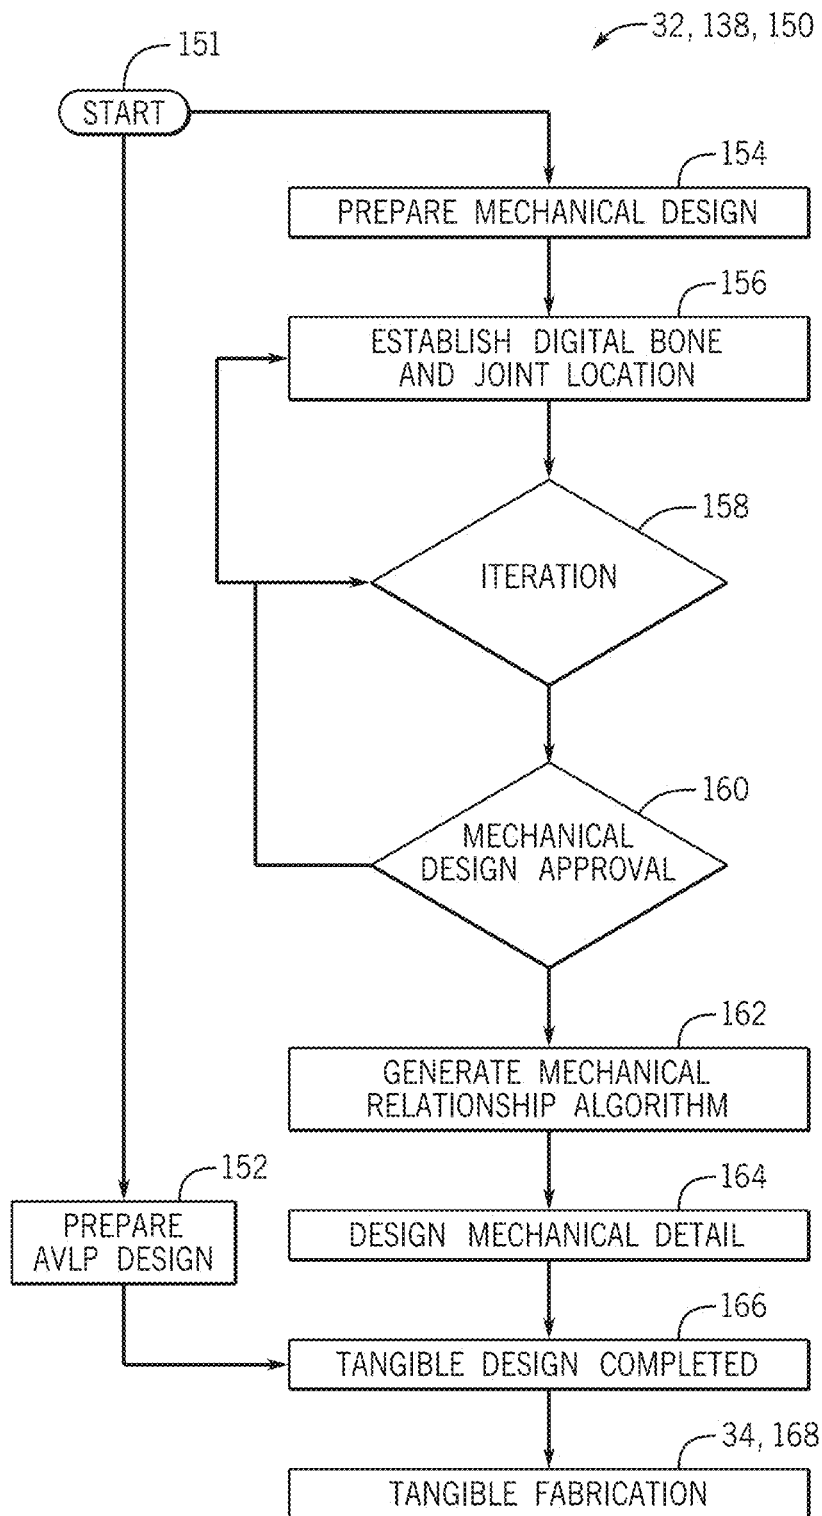 32, 138, 150
151
START
154
PREPARE MECHANICAL DESIGN
156
ESTABLISH DIGITAL BONE
AND JOINT LOCATION
158
ITERATION
160
MECHANICAL
DESIGN APPROVAL
162
GENERATE MECHANICAL
RELATIONSHIP ALGORITHM
152
PREPARE
AVLP DESIGN
164
DESIGN MECHANICAL DETAIL
166
TANGIBLE DESIGN COMPLETED
34, 168
TANGIBLE FABRICATION